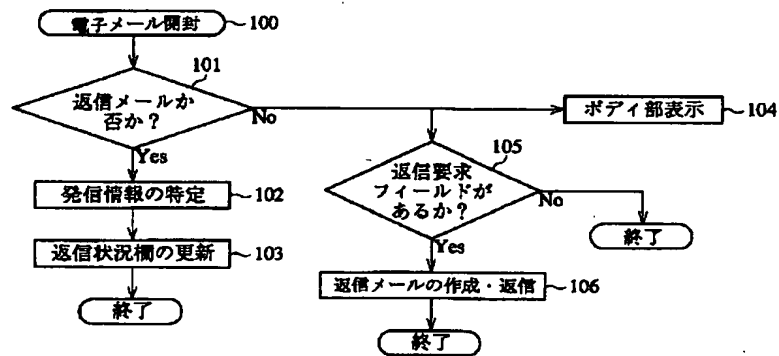 電子メール開封
100
101
返信メールか
否か？
No
Yes
ボディ部表示
104
105
返信要求
フィールドが
あるか？
No
Yes
終了
発信情報の特定
102
返信状況欄の更新
103
終了
返信メールの作成・返信
106
終了